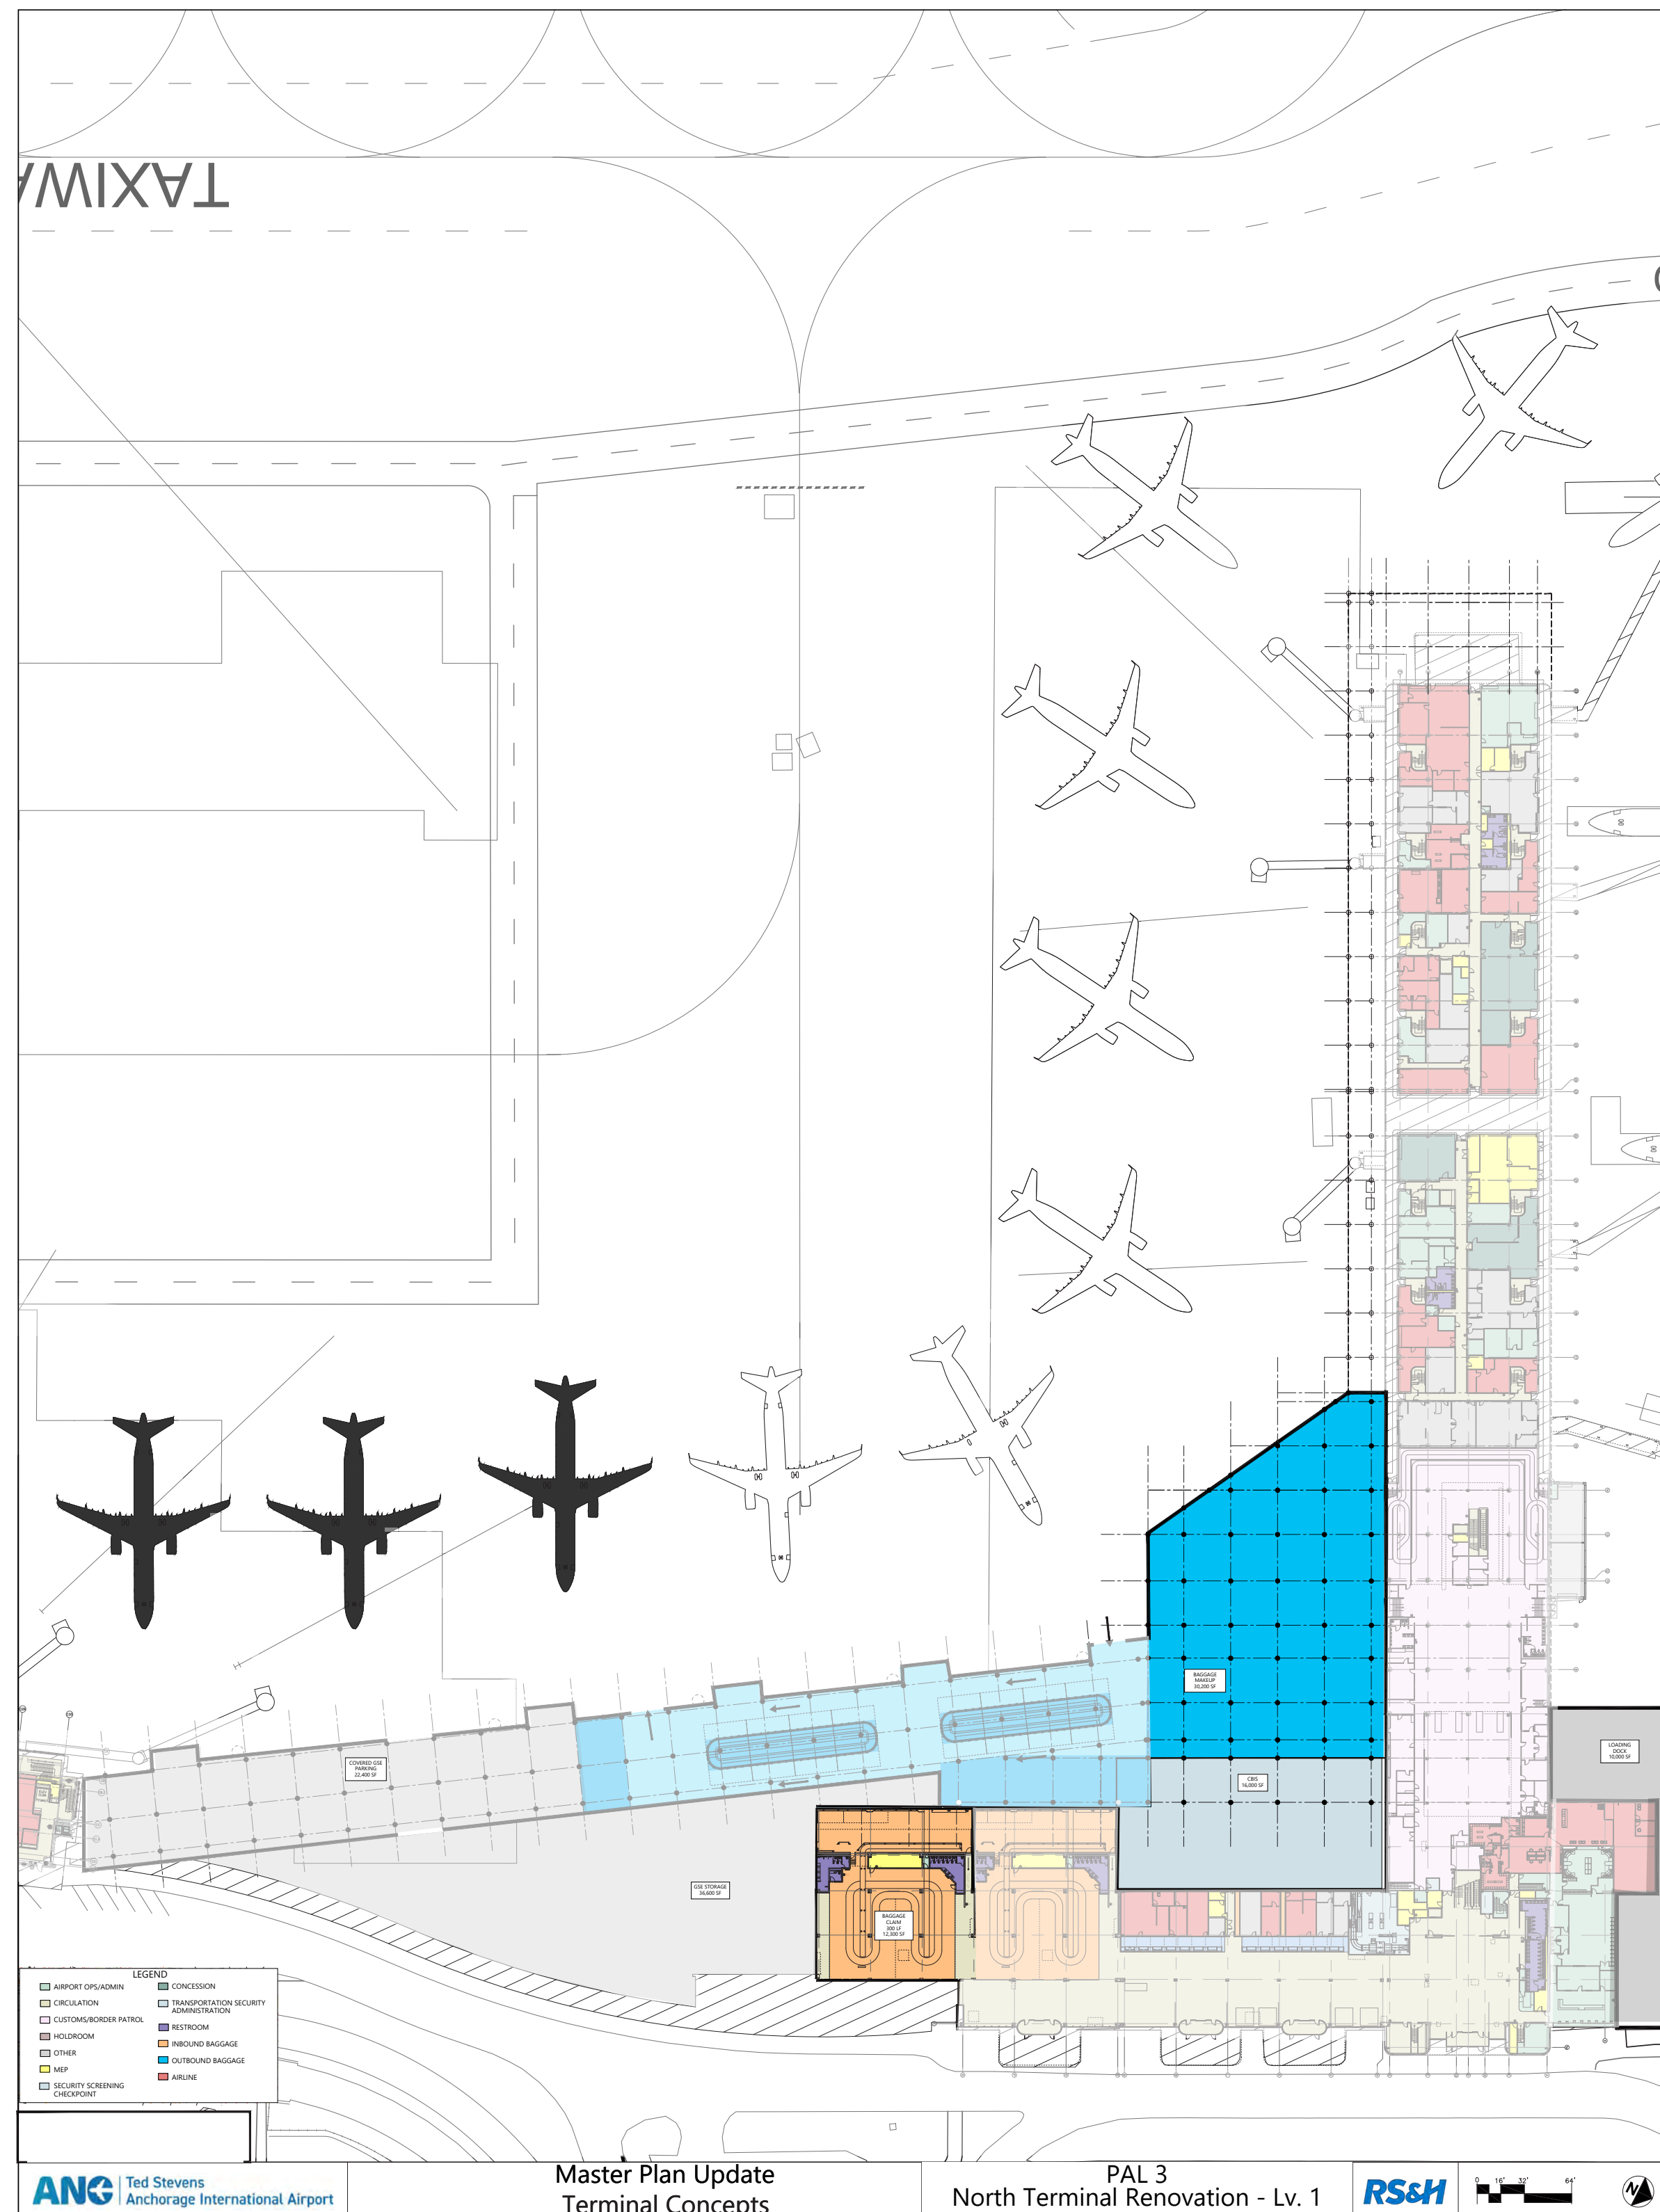 TAXIWA
BAGGAGE
MAKEUP
30,200 SF
COVERED GSE
PARKING
22,400 SF
LOADING
DOCK
10,000 SF
CBIS
16,000 SF
GSE STORAGE
36,600 SF
BAGGAGE
CLAIM
300 LF
12,300 SF
LEGEND
AIRPORT OPS/ADMIN
CIRCULATION
CUSTOMS/BORDER PATROL
HOLDROOM
OTHER
MEP
SECURITY SCREENING
CHECKPOINT
CONCESSION
TRANSPORTATION SECURITY
ADMINISTRATION
RESTROOM
INBOUND BAGGAGE
OUTBOUND BAGGAGE
AIRLINE
ANC
Ted Stevens
Anchorage International Airport
Master Plan Update
Terminal Concepts
PAL 3
North Terminal Renovation - Lv. 1
RS&H
0 16' 32' 64'
N